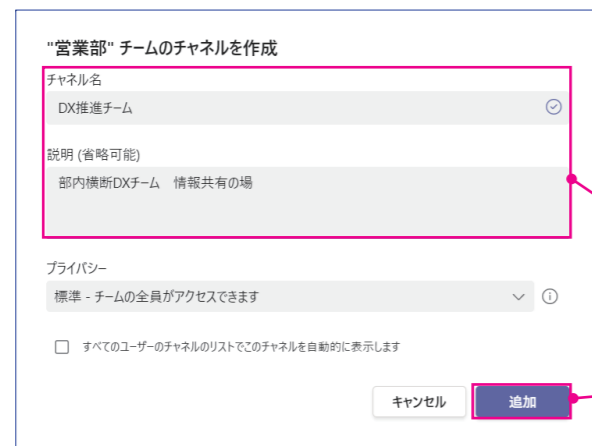 "営業部" チームのチャネルを作成
チャネル名
DX推進チーム
説明 (省略可能)
部内横断DXチーム　情報共有の場
プライバシー
標準 - チームの全員がアクセスできます
すべてのユーザーのチャネルのリストでこのチャネルを自動的に表示します
キャンセル
追加